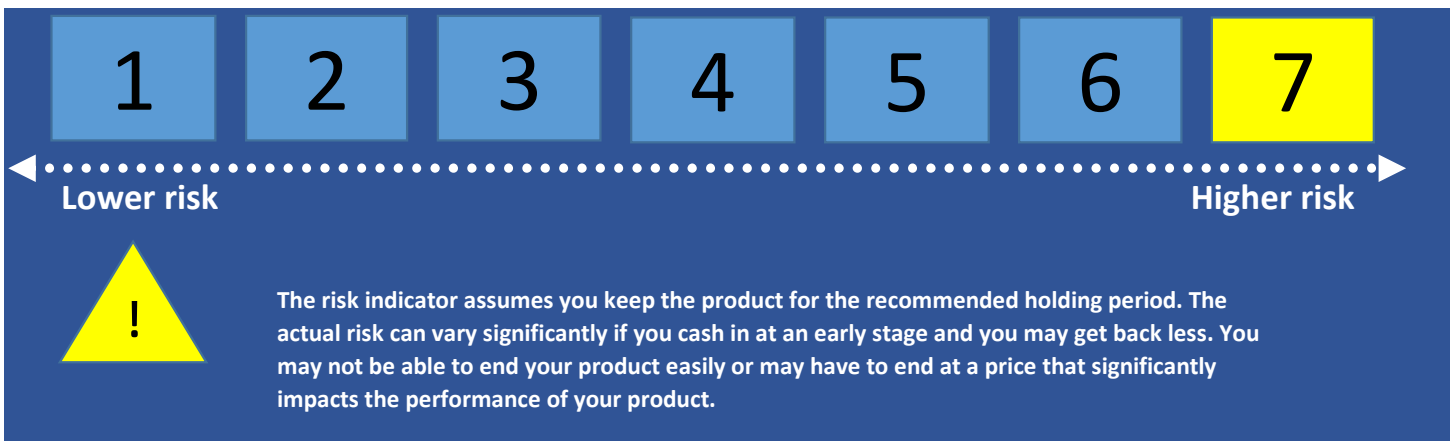 1 2 3 4 5 6 7
Lower risk Higher risk
!
The risk indicator assumes you keep the product for the recommended holding period. The
actual risk can vary significantly if you cash in at an early stage and you may get back less. You
may not be able to end your product easily or may have to end at a price that significantly
impacts the performance of your product.